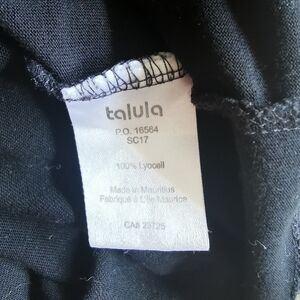 talula
P.O. 16564
SC17
100% Lyocell
Made in Mauritius
Fabriqué à L'Île Maurice
CA# 23725